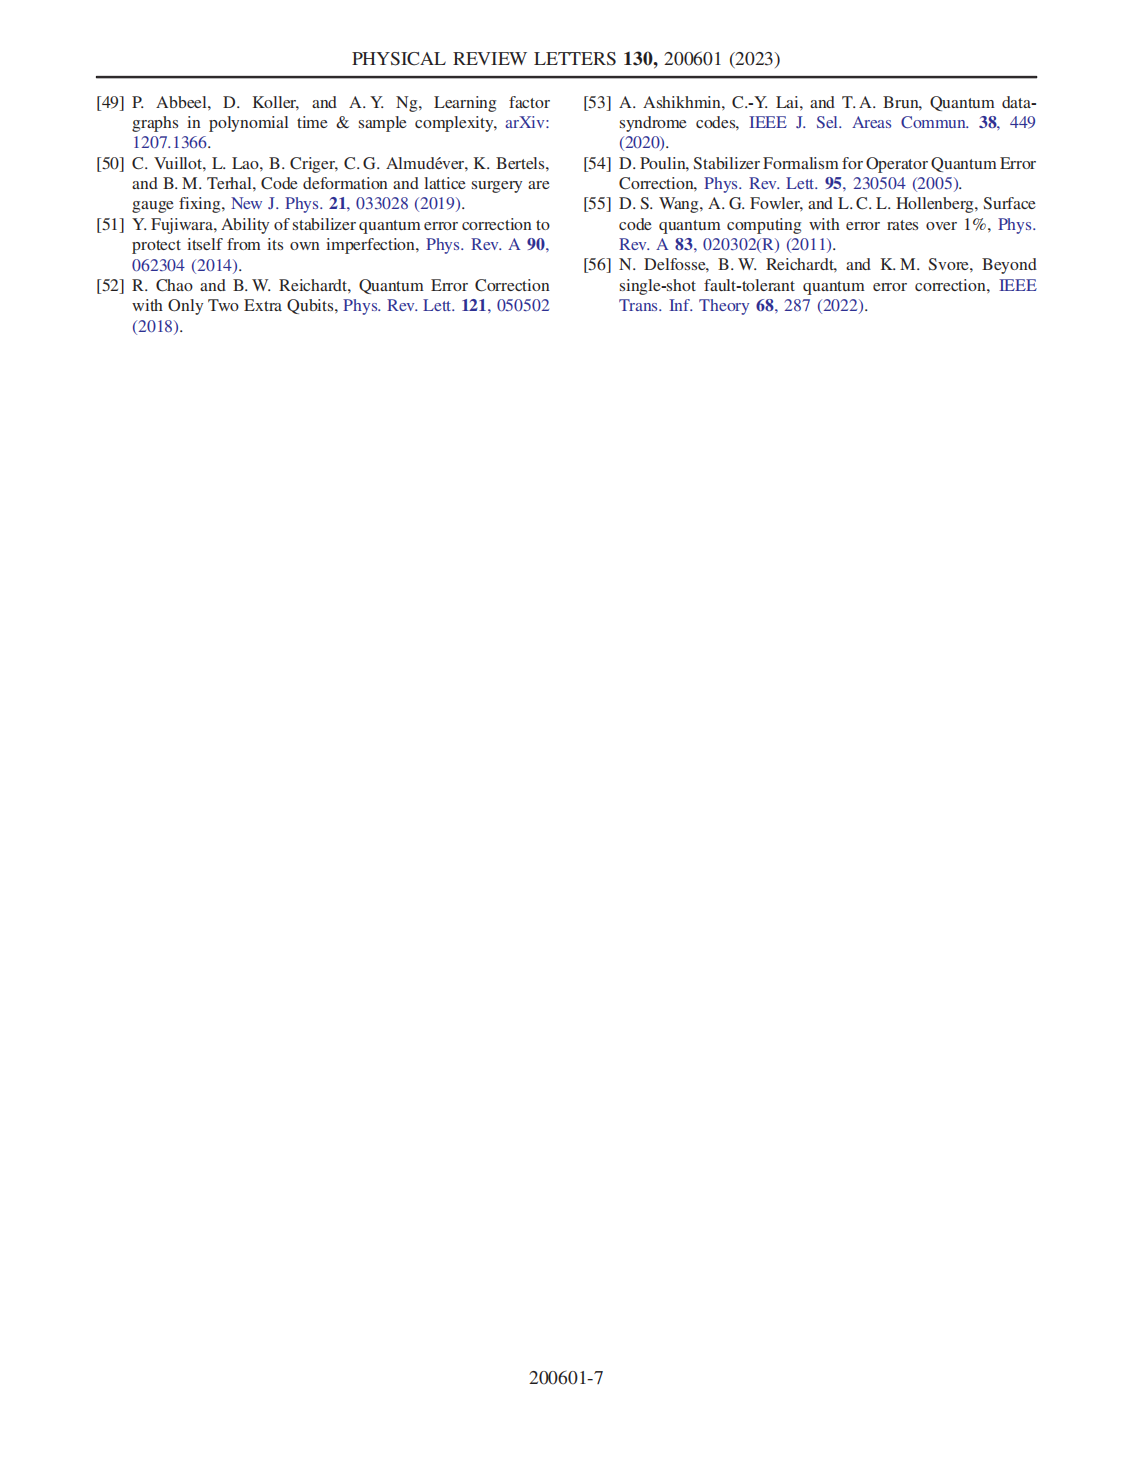 PHYSICAL REVIEW LETTERS 130, 200601 (2023)
[49] P. Abbeel, D. Koller, and A. Y. Ng, Learning factor
graphs in polynomial time & sample complexity, arXiv:
1207.1366.
[50] C. Vuillot, L. Lao, B. Criger, C. G. Almudéver, K. Bertels,
and B. M. Terhal, Code deformation and lattice surgery are
gauge fixing, New J. Phys. 21, 033028 (2019).
[51] Y. Fujiwara, Ability of stabilizer quantum error correction to
protect itself from its own imperfection, Phys. Rev. A 90,
062304 (2014).
[52] R. Chao and B. W. Reichardt, Quantum Error Correction
with Only Two Extra Qubits, Phys. Rev. Lett. 121, 050502
(2018).
[53] A. Ashikhmin, C.-Y. Lai, and T. A. Brun, Quantum data-
syndrome codes, IEEE J. Sel. Areas Commun. 38, 449
(2020).
[54] D. Poulin, Stabilizer Formalism for Operator Quantum Error
Correction, Phys. Rev. Lett. 95, 230504 (2005).
[55] D. S. Wang, A. G. Fowler, and L. C. L. Hollenberg, Surface
code quantum computing with error rates over 1%, Phys.
Rev. A 83, 020302(R) (2011).
[56] N. Delfosse, B. W. Reichardt, and K. M. Svore, Beyond
single-shot fault-tolerant quantum error correction, IEEE
Trans. Inf. Theory 68, 287 (2022).
200601-7